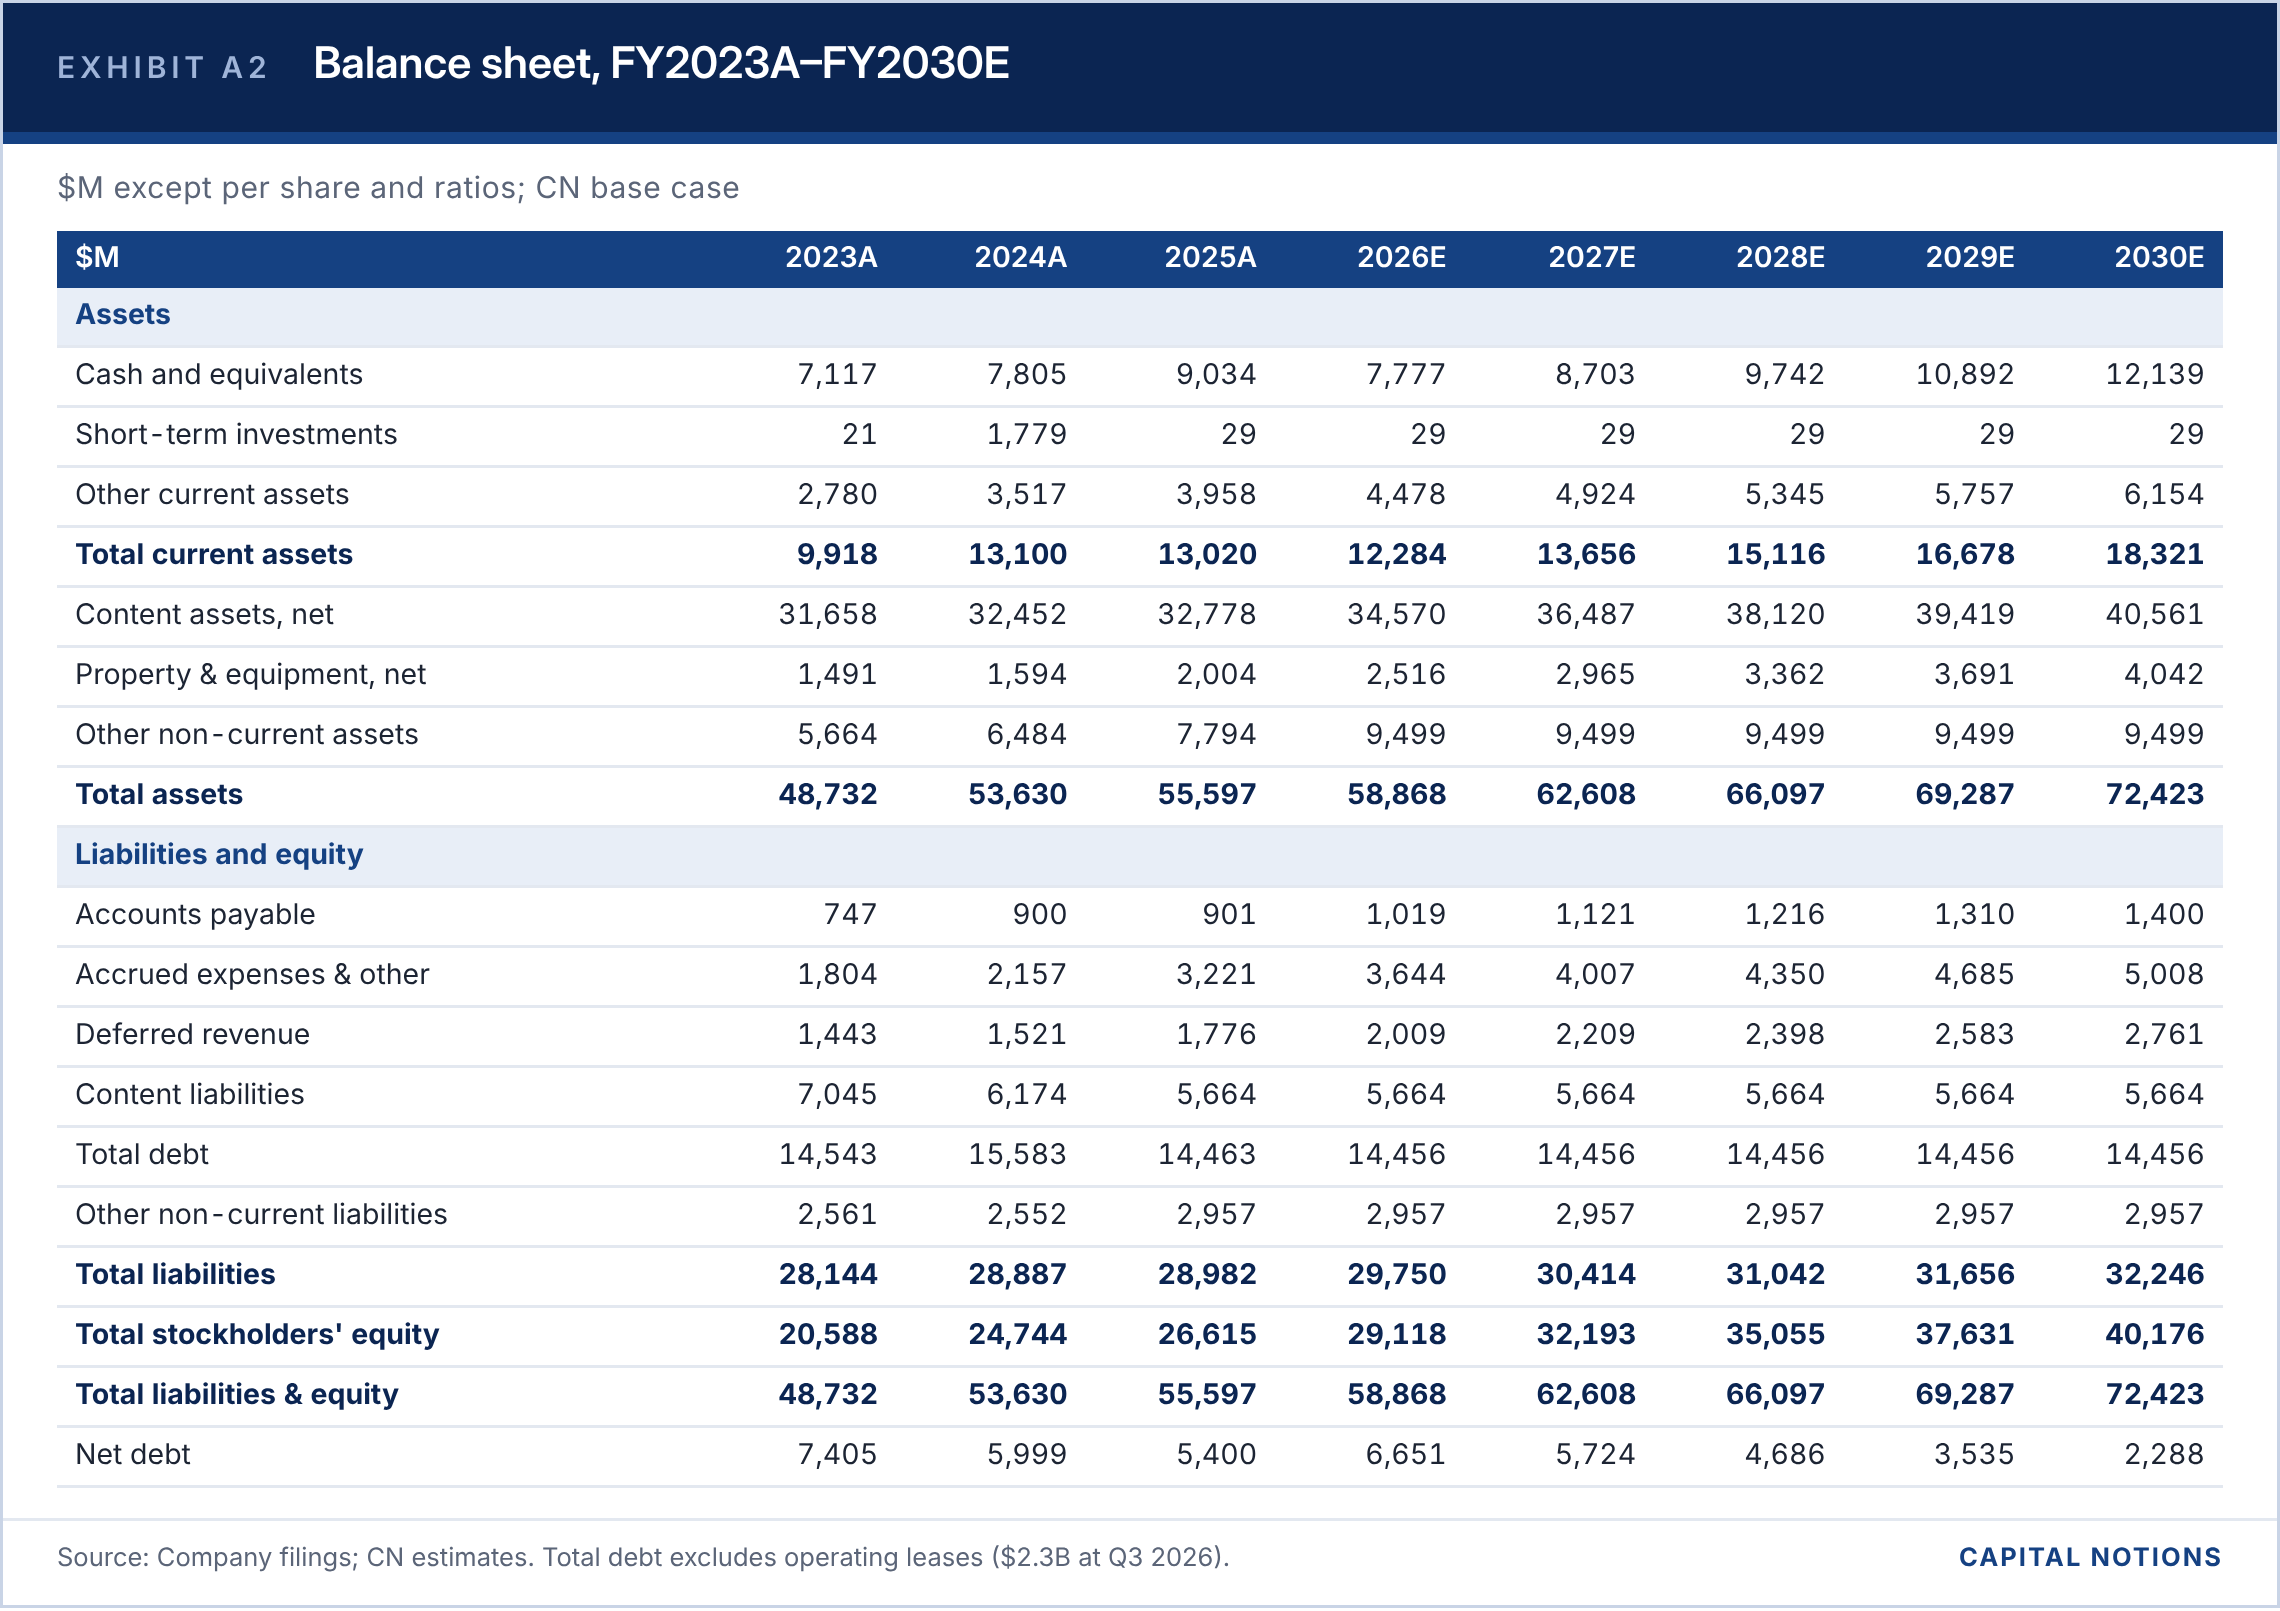 EXHIBIT A2 Balance sheet, FY2023A–FY2030E
$M except per share and ratios; CN base case
$M 2023A 2024A 2025A 2026E 2027E 2028E 2029E 2030E
Assets
Cash and equivalents 7,117 7,805 9,034 7,777 8,703 9,742 10,892 12,139
Short-term investments 21 1,779 29 29 29 29 29 29
Other current assets 2,780 3,517 3,958 4,478 4,924 5,345 5,757 6,154
Total current assets 9,918 13,100 13,020 12,284 13,656 15,116 16,678 18,321
Content assets, net 31,658 32,452 32,778 34,570 36,487 38,120 39,419 40,561
Property & equipment, net 1,491 1,594 2,004 2,516 2,965 3,362 3,691 4,042
Other non-current assets 5,664 6,484 7,794 9,499 9,499 9,499 9,499 9,499
Total assets 48,732 53,630 55,597 58,868 62,608 66,097 69,287 72,423
Liabilities and equity
Accounts payable 747 900 901 1,019 1,121 1,216 1,310 1,400
Accrued expenses & other 1,804 2,157 3,221 3,644 4,007 4,350 4,685 5,008
Deferred revenue 1,443 1,521 1,776 2,009 2,209 2,398 2,583 2,761
Content liabilities 7,045 6,174 5,664 5,664 5,664 5,664 5,664 5,664
Total debt 14,543 15,583 14,463 14,456 14,456 14,456 14,456 14,456
Other non-current liabilities 2,561 2,552 2,957 2,957 2,957 2,957 2,957 2,957
Total liabilities 28,144 28,887 28,982 29,750 30,414 31,042 31,656 32,246
Total stockholders' equity 20,588 24,744 26,615 29,118 32,193 35,055 37,631 40,176
Total liabilities & equity 48,732 53,630 55,597 58,868 62,608 66,097 69,287 72,423
Net debt 7,405 5,999 5,400 6,651 5,724 4,686 3,535 2,288
Source: Company filings; CN estimates. Total debt excludes operating leases ($2.3B at Q3 2026).
CAPITAL NOTIONS